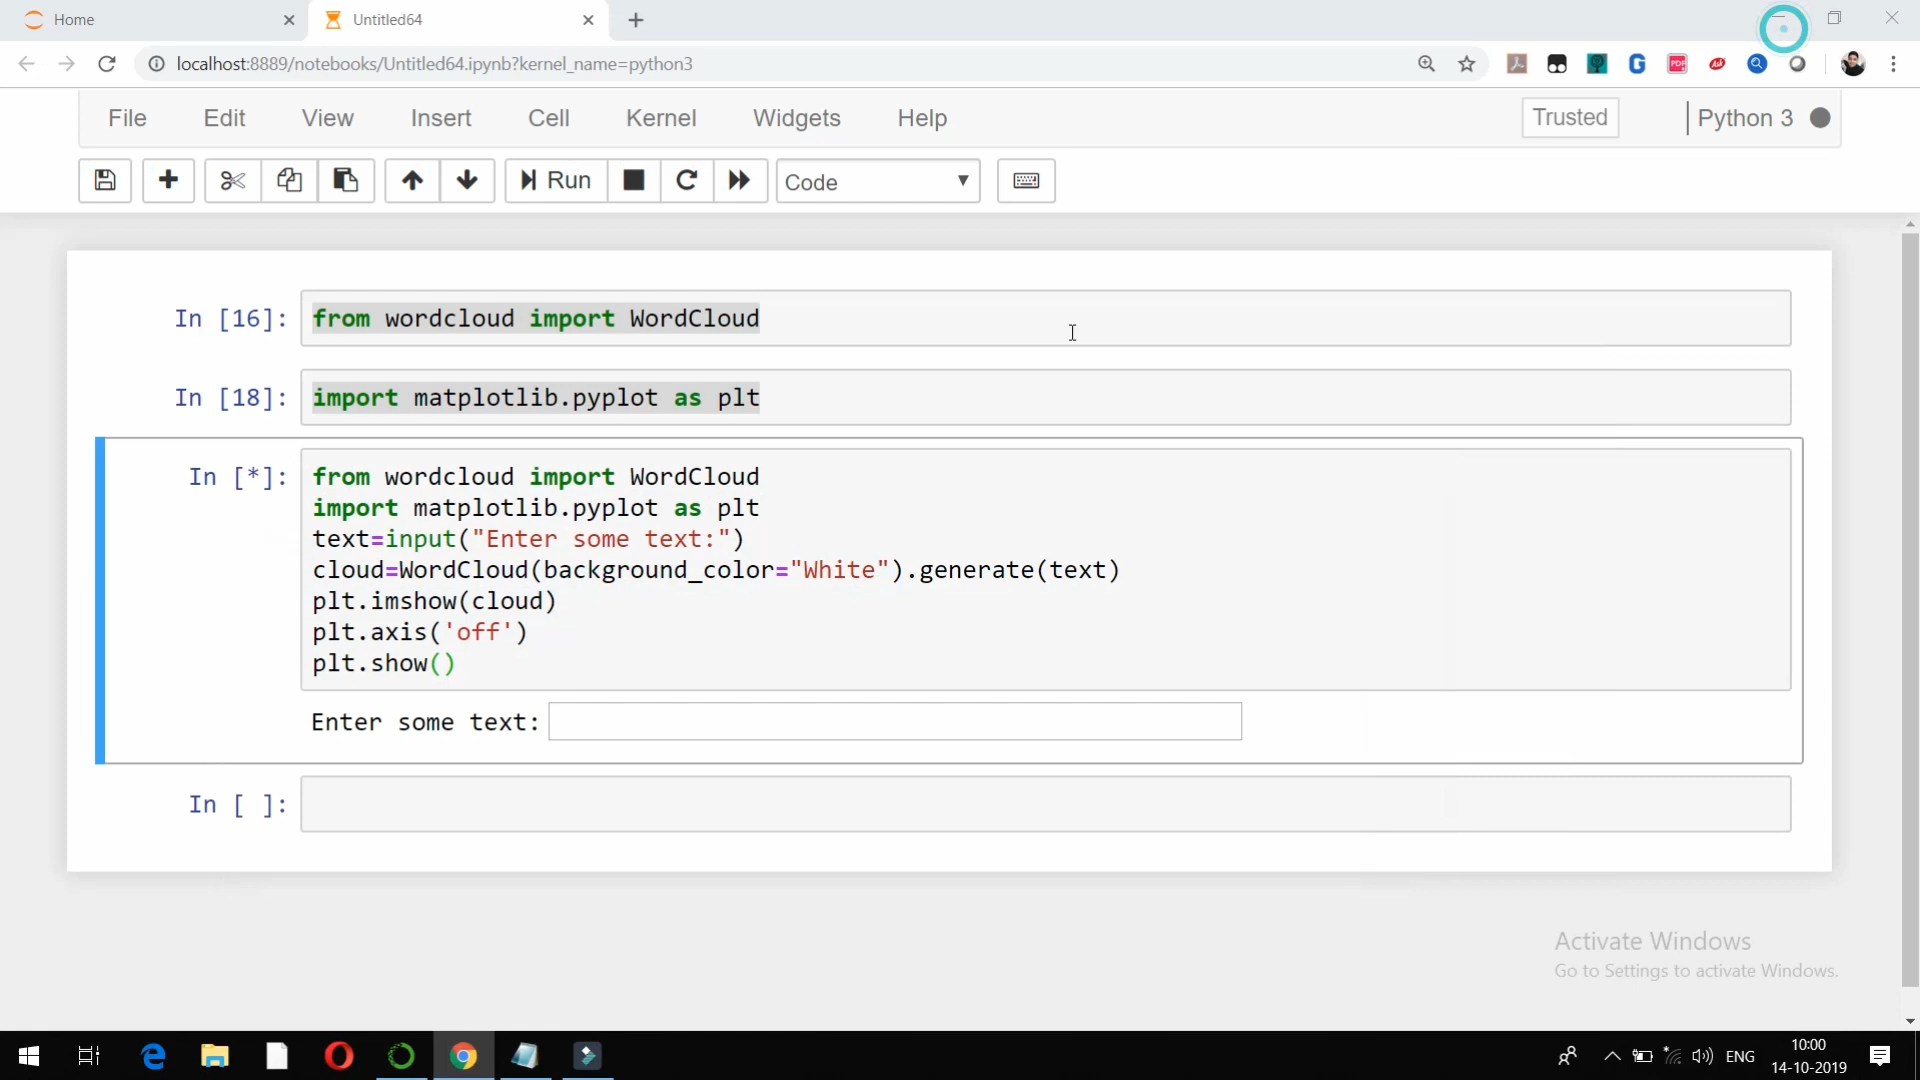 Home
Untitled64
localhost:8889/notebooks/Untitled64.ipynb?kernel_name=python3
File Edit View Insert Cell Kernel Widgets Help Trusted Python 3
Run Code
In [16]: from wordcloud import WordCloud
In [18]: import matplotlib.pyplot as plt
In [*]: from wordcloud import WordCloud
import matplotlib.pyplot as plt
text=input("Enter some text:")
cloud=WordCloud(background_color="White").generate(text)
plt.imshow(cloud)
plt.axis('off')
plt.show()
Enter some text:
In [ ]:
Activate Windows
Go to Settings to activate Windows.
ENG
10:00
14-10-2019